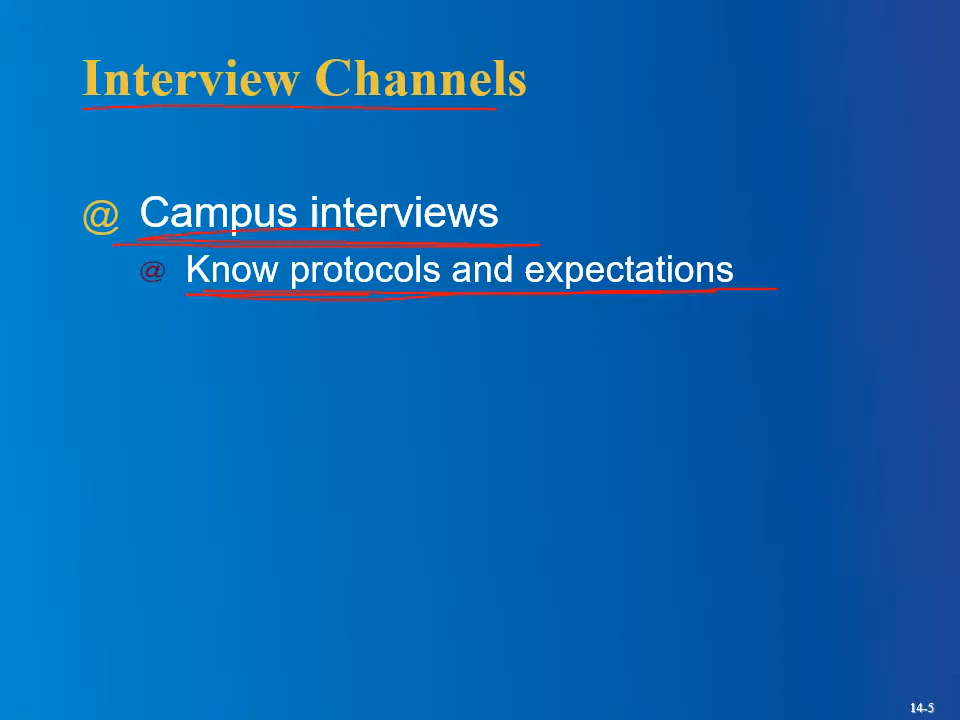 Interview Channels
@ Campus interviews
@ Know protocols and expectations
14-5